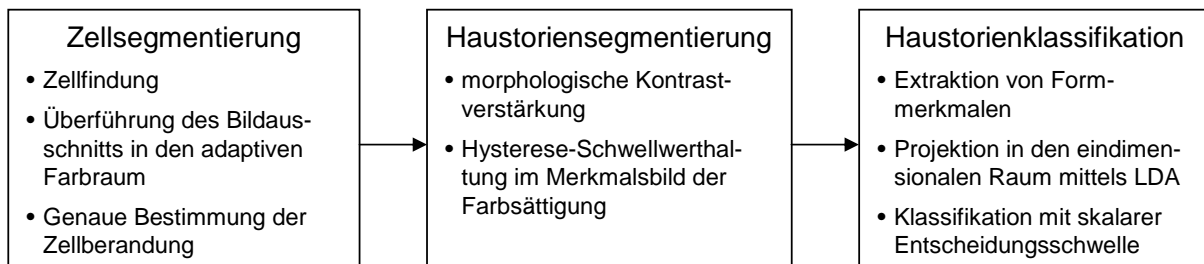 Zellsegmentierung
• Zellfindung
• Überführung des Bildaus-
schnitts in den adaptiven
Farbraum
• Genaue Bestimmung der
Zellberandung
Haustoriensegmentierung
• morphologische Kontrast-
verstärkung
• Hysterese-Schwellwerthal-
tung im Merkmalsbild der
Farbsättigung
Haustorienklassifikation
• Extraktion von Form-
merkmalen
• Projektion in den eindimen-
sionalen Raum mittels LDA
• Klassifikation mit skalarer
Entscheidungsschwelle